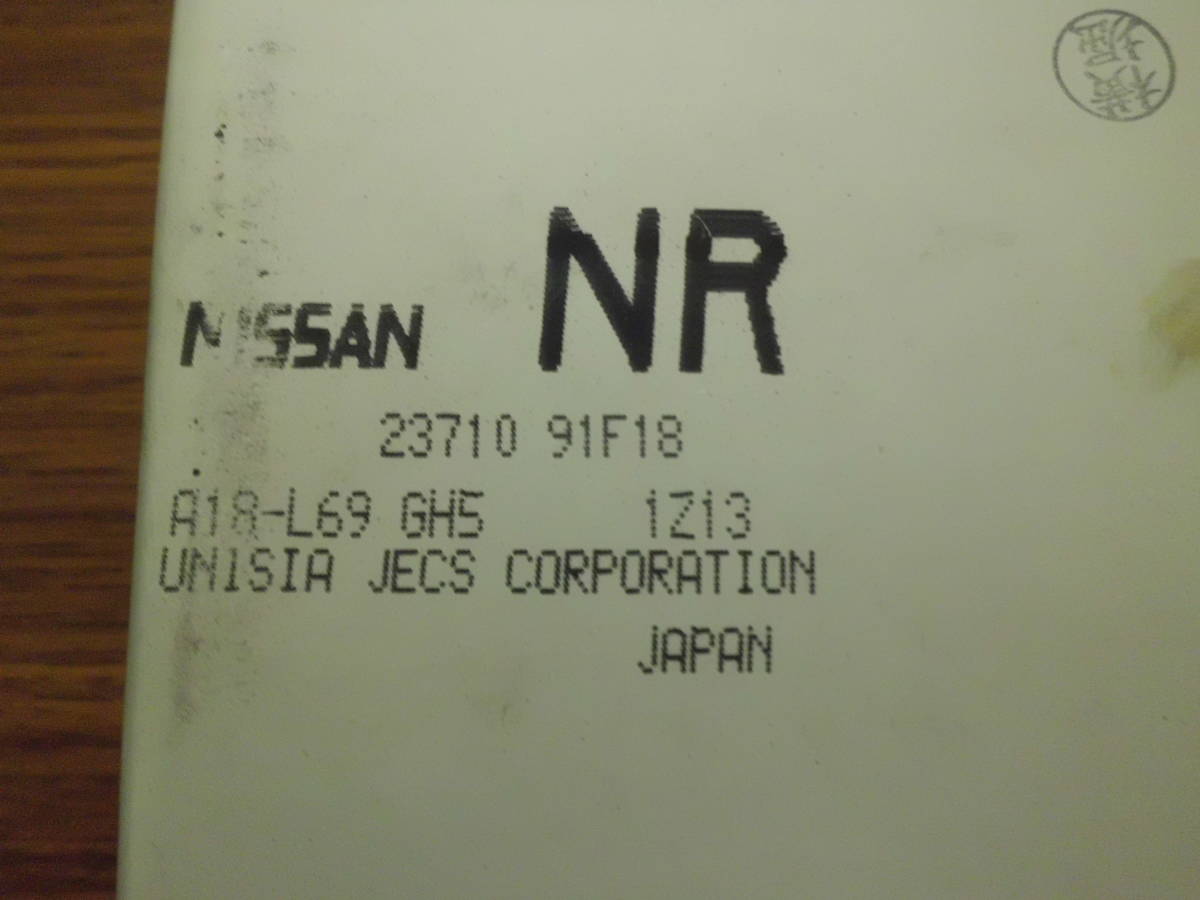 NR
NISSAN
23710 91F18
A18-L69 GH5 1Z13
UNISIA JECS CORPORATION
JAPAN